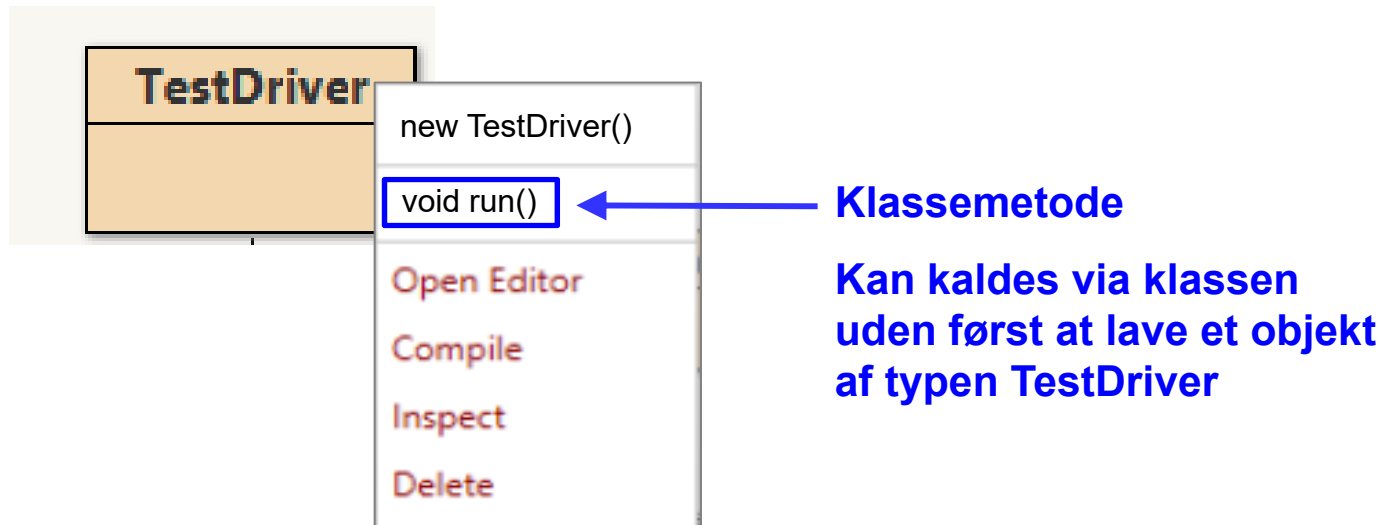 TestDriver
new TestDriver()
void run()
Open Editor
Compile
Inspect
Delete
Klassemetode
Kan kaldes via klassen
uden først at lave et objekt
af typen TestDriver